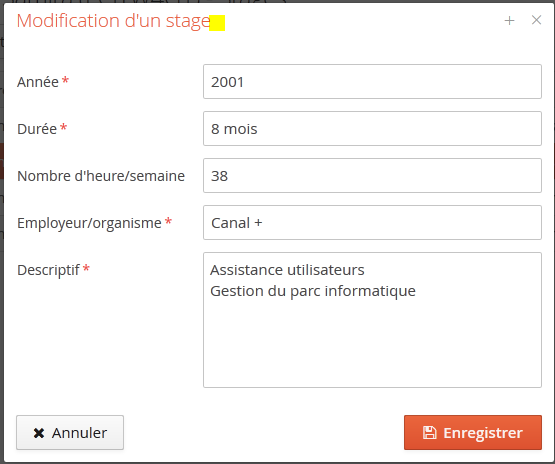 Modification d'un stage
Année * 2001
Durée * 8 mois
Nombre d'heure/semaine 38
Employeur/organisme * Canal +
Descriptif * Assistance utilisateurs
Gestion du parc informatique
Annuler Enregistrer